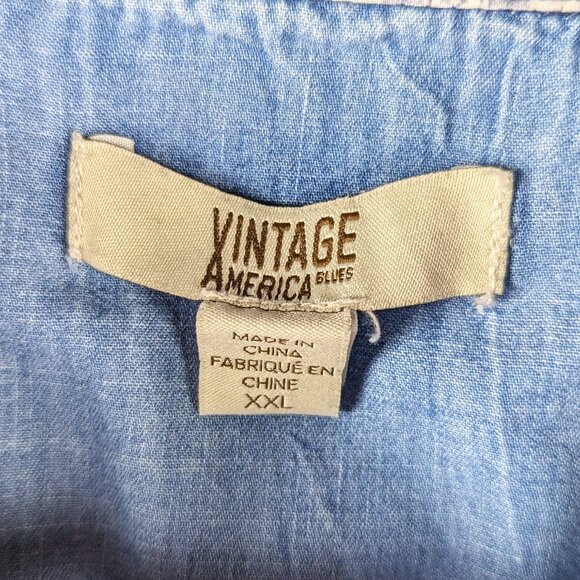 VINTAGE
AMERICA BLUES
MADE IN
CHINA
FABRIQUÉ EN
CHINE
XXL